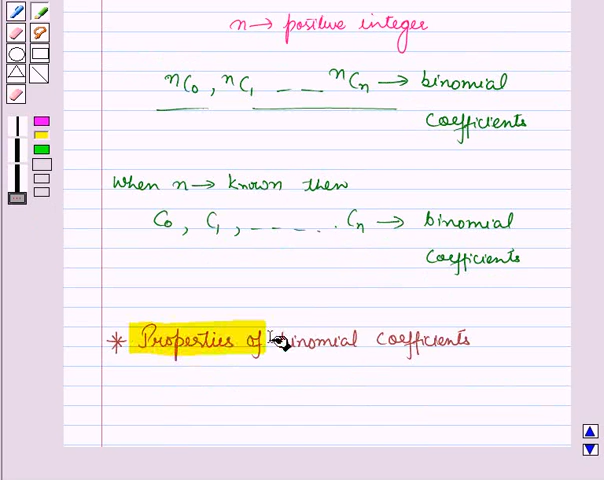 n → positive integer
ⁿC₀, ⁿC₁ _ _ ⁿCₙ → binomial
coefficients
When n → known then
C₀, C₁, _ _ _ . . Cₙ → binomial
coefficients
* Properties of binomial coefficients